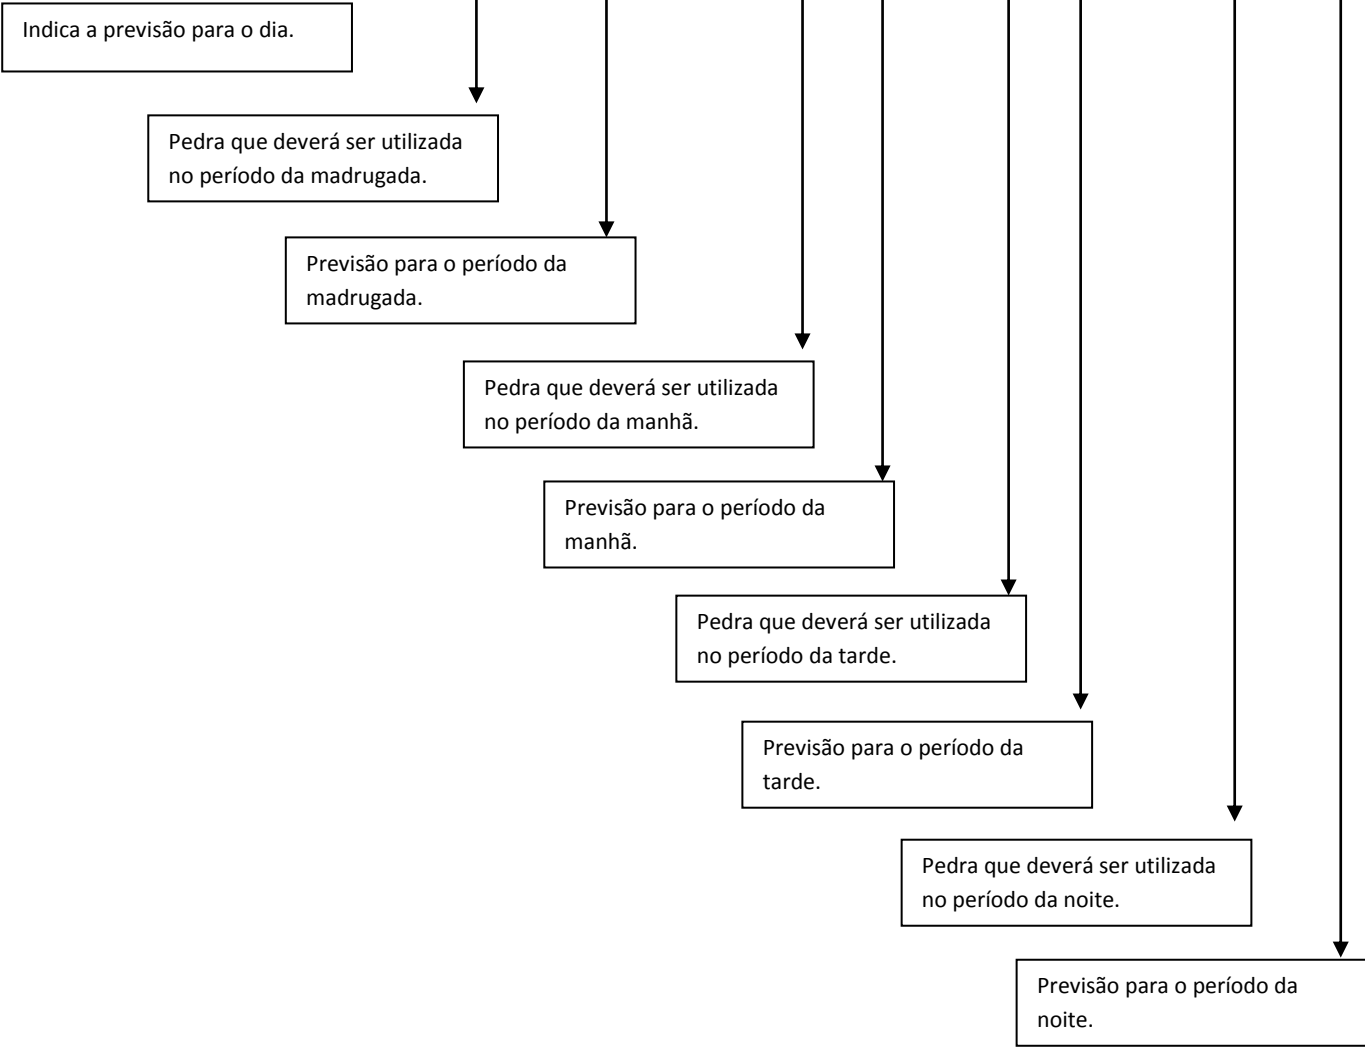 Indica a previsão para o dia.
Pedra que deverá ser utilizada
no período da madrugada.
Previsão para o período da
madrugada.
Pedra que deverá ser utilizada
no período da manhã.
Previsão para o período da
manhã.
Pedra que deverá ser utilizada
no período da tarde.
Previsão para o período da
tarde.
Pedra que deverá ser utilizada
no período da noite.
Previsão para o período da
noite.